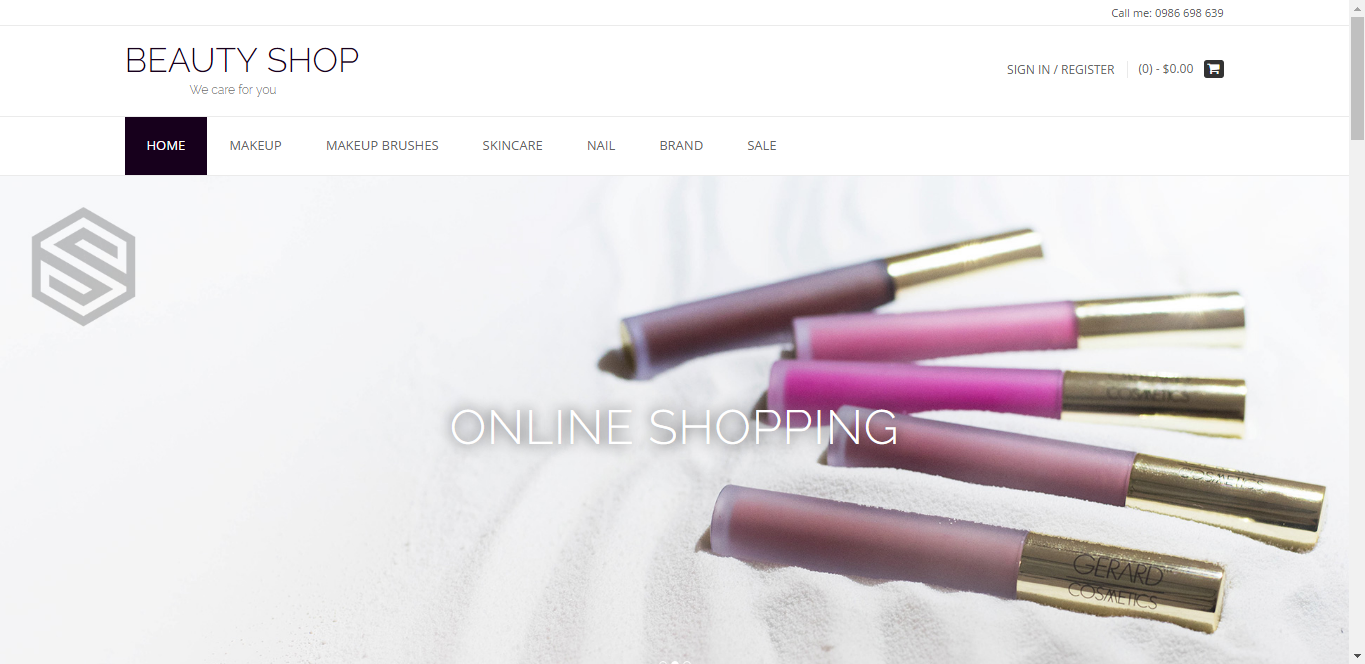 Call me: 0986 698 639
BEAUTY SHOP
We care for you
SIGN IN / REGISTER
(0) - $0.00
HOME
MAKEUP
MAKEUP BRUSHES
SKINCARE
NAIL
BRAND
SALE
ONLINE SHOPPING
COSMETICS
COSMETICS
GERARD
COSMETICS